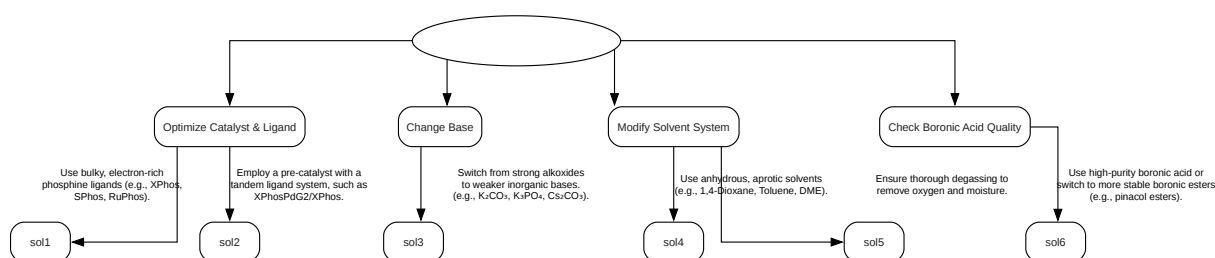 Optimize Catalyst & Ligand
Change Base
Modify Solvent System
Check Boronic Acid Quality
Use bulky, electron-rich
phosphine ligands (e.g., XPhos,
SPhos, RuPhos).
Employ a pre-catalyst with a
tandem ligand system, such as
XPhosPdG2/XPhos.
Switch from strong alkoxides
to weaker inorganic bases.
(e.g., K₂CO₃, K₃PO₄, Cs₂CO₃).
Use anhydrous, aprotic solvents
(e.g., 1,4-Dioxane, Toluene, DME).
Ensure thorough degassing to
remove oxygen and moisture.
Use high-purity boronic acid or
switch to more stable boronic esters
(e.g., pinacol esters).
sol1
sol2
sol3
sol4
sol5
sol6